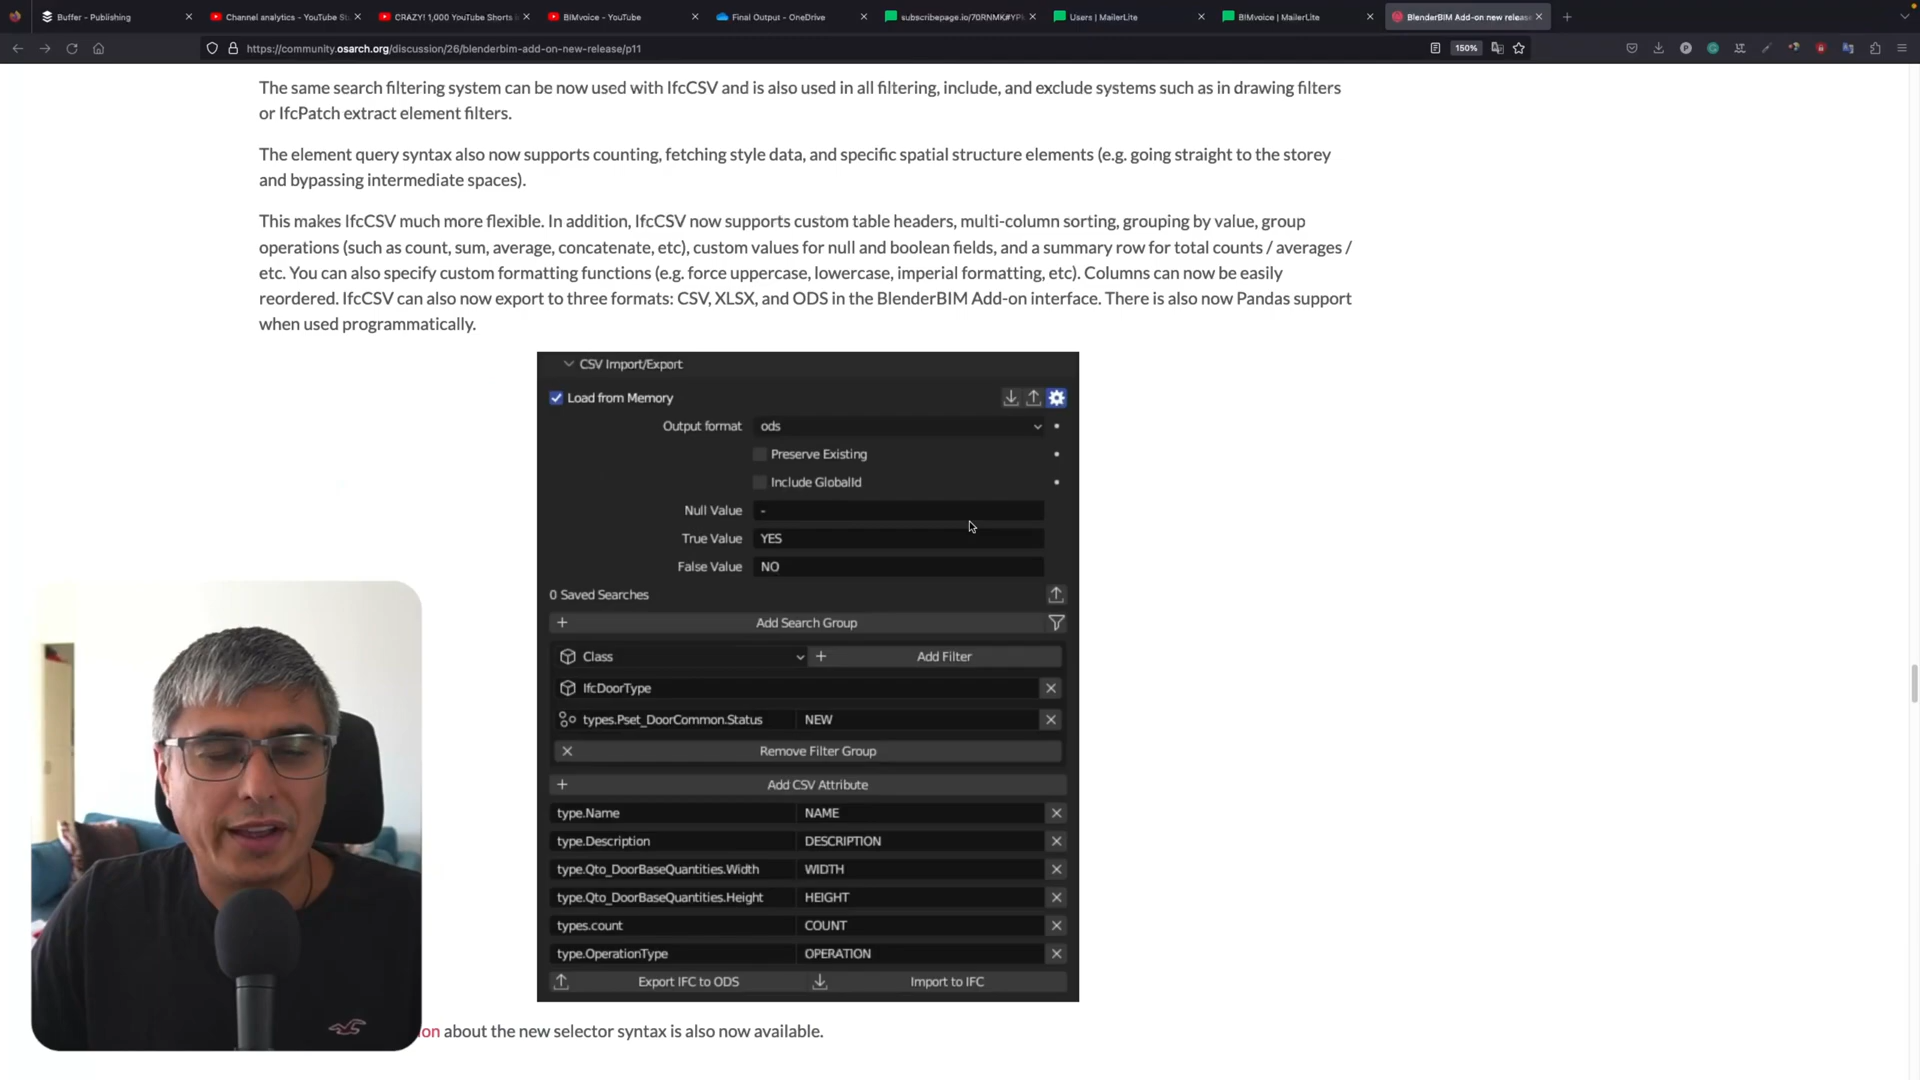 Buffer - Publishing
Channel analytics - YouTube St
CRAZY! 1,000 YouTube Shorts i
BIMvoice - YouTube
Final Output - OneDrive
subscribepage.io/70RNMK#YPl
Users | MailerLite
BIMvoice | MailerLite
BlenderBIM Add-on new releas
https://community.osarch.org/discussion/26/blenderbim-add-on-new-release/p11
150%
The same search filtering system can be now used with IfcCSV and is also used in all filtering, include, and exclude systems such as in drawing filters
or IfcPatch extract element filters.
The element query syntax also now supports counting, fetching style data, and specific spatial structure elements (e.g. going straight to the storey
and bypassing intermediate spaces).
This makes IfcCSV much more flexible. In addition, IfcCSV now supports custom table headers, multi-column sorting, grouping by value, group
operations (such as count, sum, average, concatenate, etc), custom values for null and boolean fields, and a summary row for total counts / averages /
etc. You can also specify custom formatting functions (e.g. force uppercase, lowercase, imperial formatting, etc). Columns can now be easily
reordered. IfcCSV can also now export to three formats: CSV, XLSX, and ODS in the BlenderBIM Add-on interface. There is also now Pandas support
when used programmatically.
CSV Import/Export
Load from Memory
Output format ods
Preserve Existing
Include GlobalId
Null Value -
True Value YES
False Value NO
0 Saved Searches
Add Search Group
Class Add Filter
IfcDoorType
types.Pset_DoorCommon.Status NEW
Remove Filter Group
Add CSV Attribute
type.Name NAME
type.Description DESCRIPTION
type.Qto_DoorBaseQuantities.Width WIDTH
type.Qto_DoorBaseQuantities.Height HEIGHT
types.count COUNT
type.OperationType OPERATION
Export IFC to ODS Import to IFC
on about the new selector syntax is also now available.